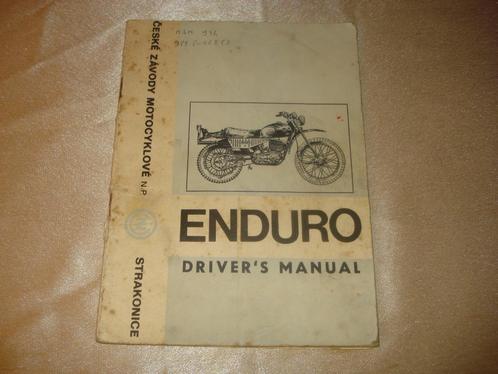 ČESKÉ ZÁVODY MOTOCYKLOVÉ N.P.
STRAKONICE
ENDURO
DRIVER'S MANUAL